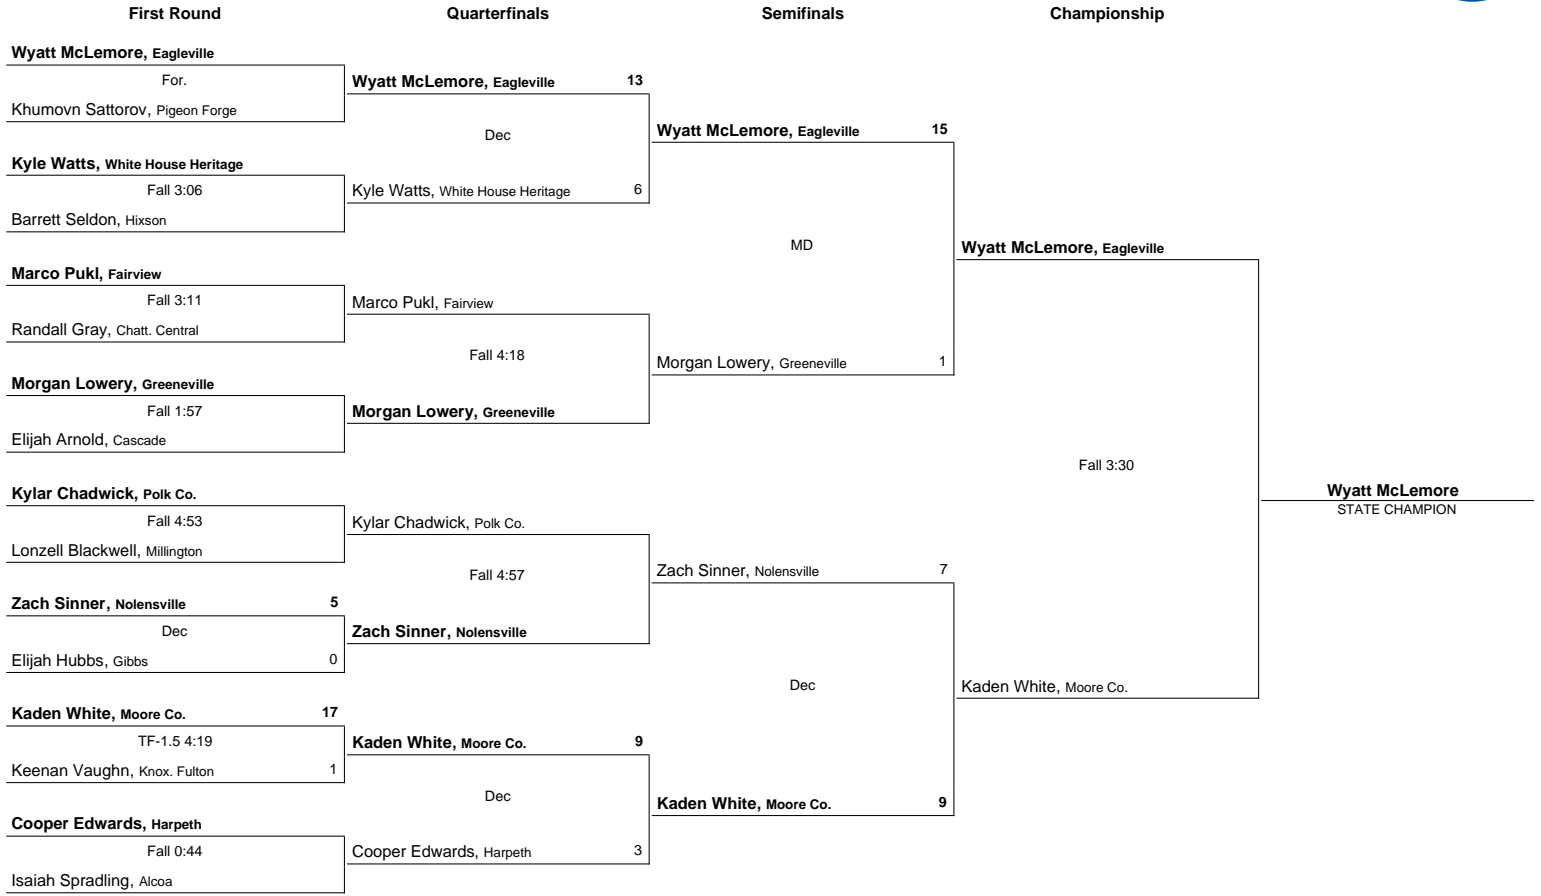 First Round Quarterfinals Semifinals Championship
Wyatt McLemore, Eagleville
For.
Khumovn Sattorov, Pigeon Forge
Kyle Watts, White House Heritage
Fall 3:06
Barrett Seldon, Hixson
Marco Pukl, Fairview
Fall 3:11
Randall Gray, Chatt. Central
Morgan Lowery, Greeneville
Fall 1:57
Elijah Arnold, Cascade
Kylar Chadwick, Polk Co.
Fall 4:53
Lonzell Blackwell, Millington
Zach Sinner, Nolensville 5
Dec
Elijah Hubbs, Gibbs 0
Kaden White, Moore Co. 17
TF-1.5 4:19
Keenan Vaughn, Knox. Fulton 1
Cooper Edwards, Harpeth
Fall 0:44
Isaiah Spradling, Alcoa
Wyatt McLemore, Eagleville 13
Dec
Kyle Watts, White House Heritage 6
Marco Pukl, Fairview
Fall 4:18
Morgan Lowery, Greeneville
Kylar Chadwick, Polk Co.
Fall 4:57
Zach Sinner, Nolensville
Kaden White, Moore Co. 9
Dec
Cooper Edwards, Harpeth 3
Wyatt McLemore, Eagleville 15
MD
Morgan Lowery, Greeneville 1
Zach Sinner, Nolensville 7
Dec
Kaden White, Moore Co. 9
Wyatt McLemore, Eagleville
Fall 3:30
Kaden White, Moore Co.
Wyatt McLemore
STATE CHAMPION